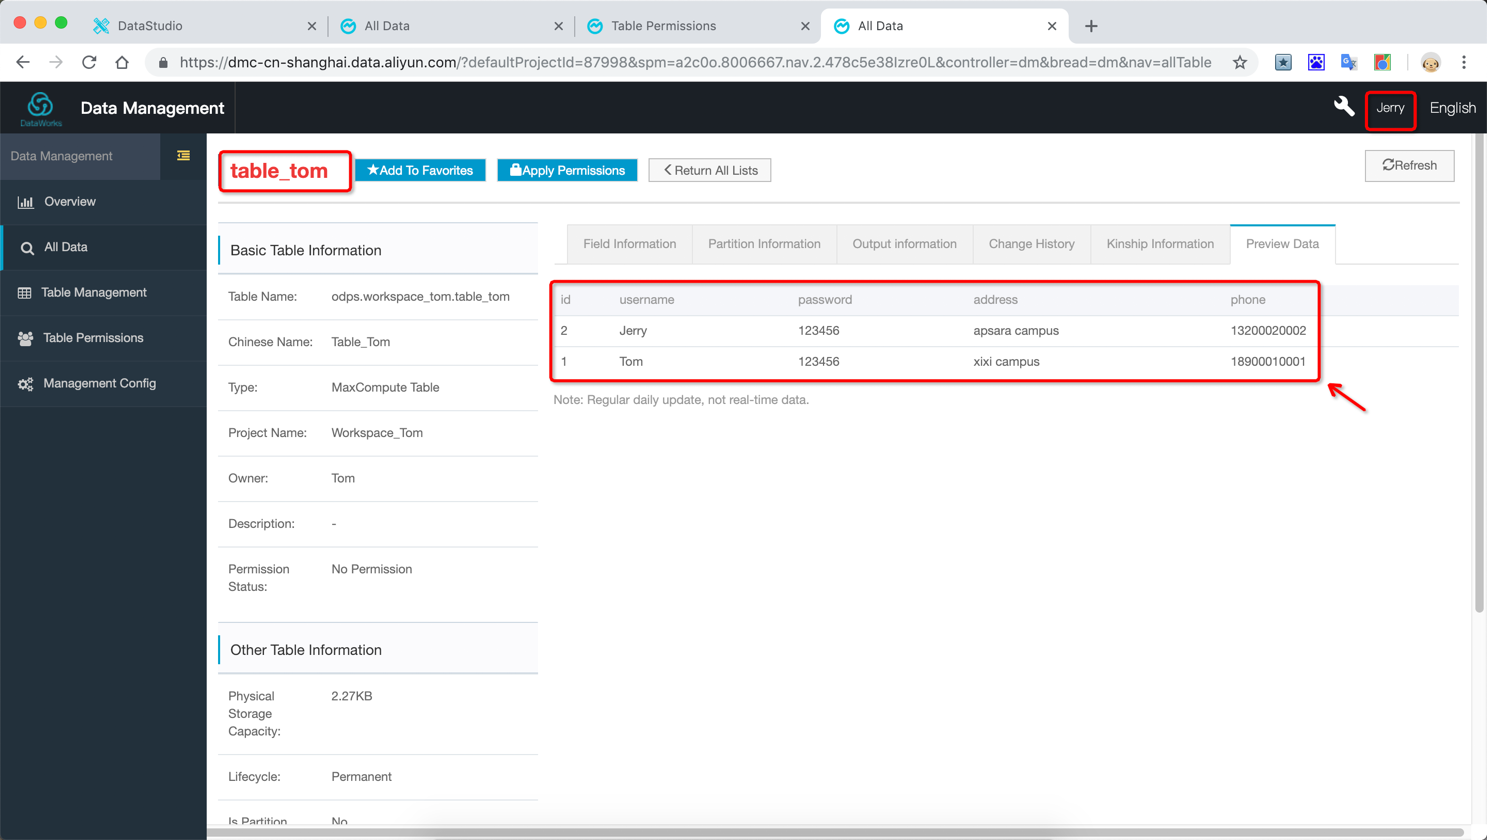 DataStudio
All Data
Table Permissions
All Data
https://dmc-cn-shanghai.data.aliyun.com/?defaultProjectId=87998&spm=a2c0o.8006667.nav.2.478c5e38Izre0L&controller=dm&bread=dm&nav=allTable
DataWorks
Data Management
Jerry
English
Data Management
Overview
All Data
Table Management
Table Permissions
Management Config
table_tom
Add To Favorites
Apply Permissions
Return All Lists
Refresh
Basic Table Information
Table Name: odps.workspace_tom.table_tom
Chinese Name: Table_Tom
Type: MaxCompute Table
Project Name: Workspace_Tom
Owner: Tom
Description: -
Permission Status: No Permission
Other Table Information
Physical Storage Capacity: 2.27KB
Lifecycle: Permanent
Is Partition No
Field Information
Partition Information
Output information
Change History
Kinship Information
Preview Data
id username password address phone
2 Jerry 123456 apsara campus 13200020002
1 Tom 123456 xixi campus 18900010001
Note: Regular daily update, not real-time data.